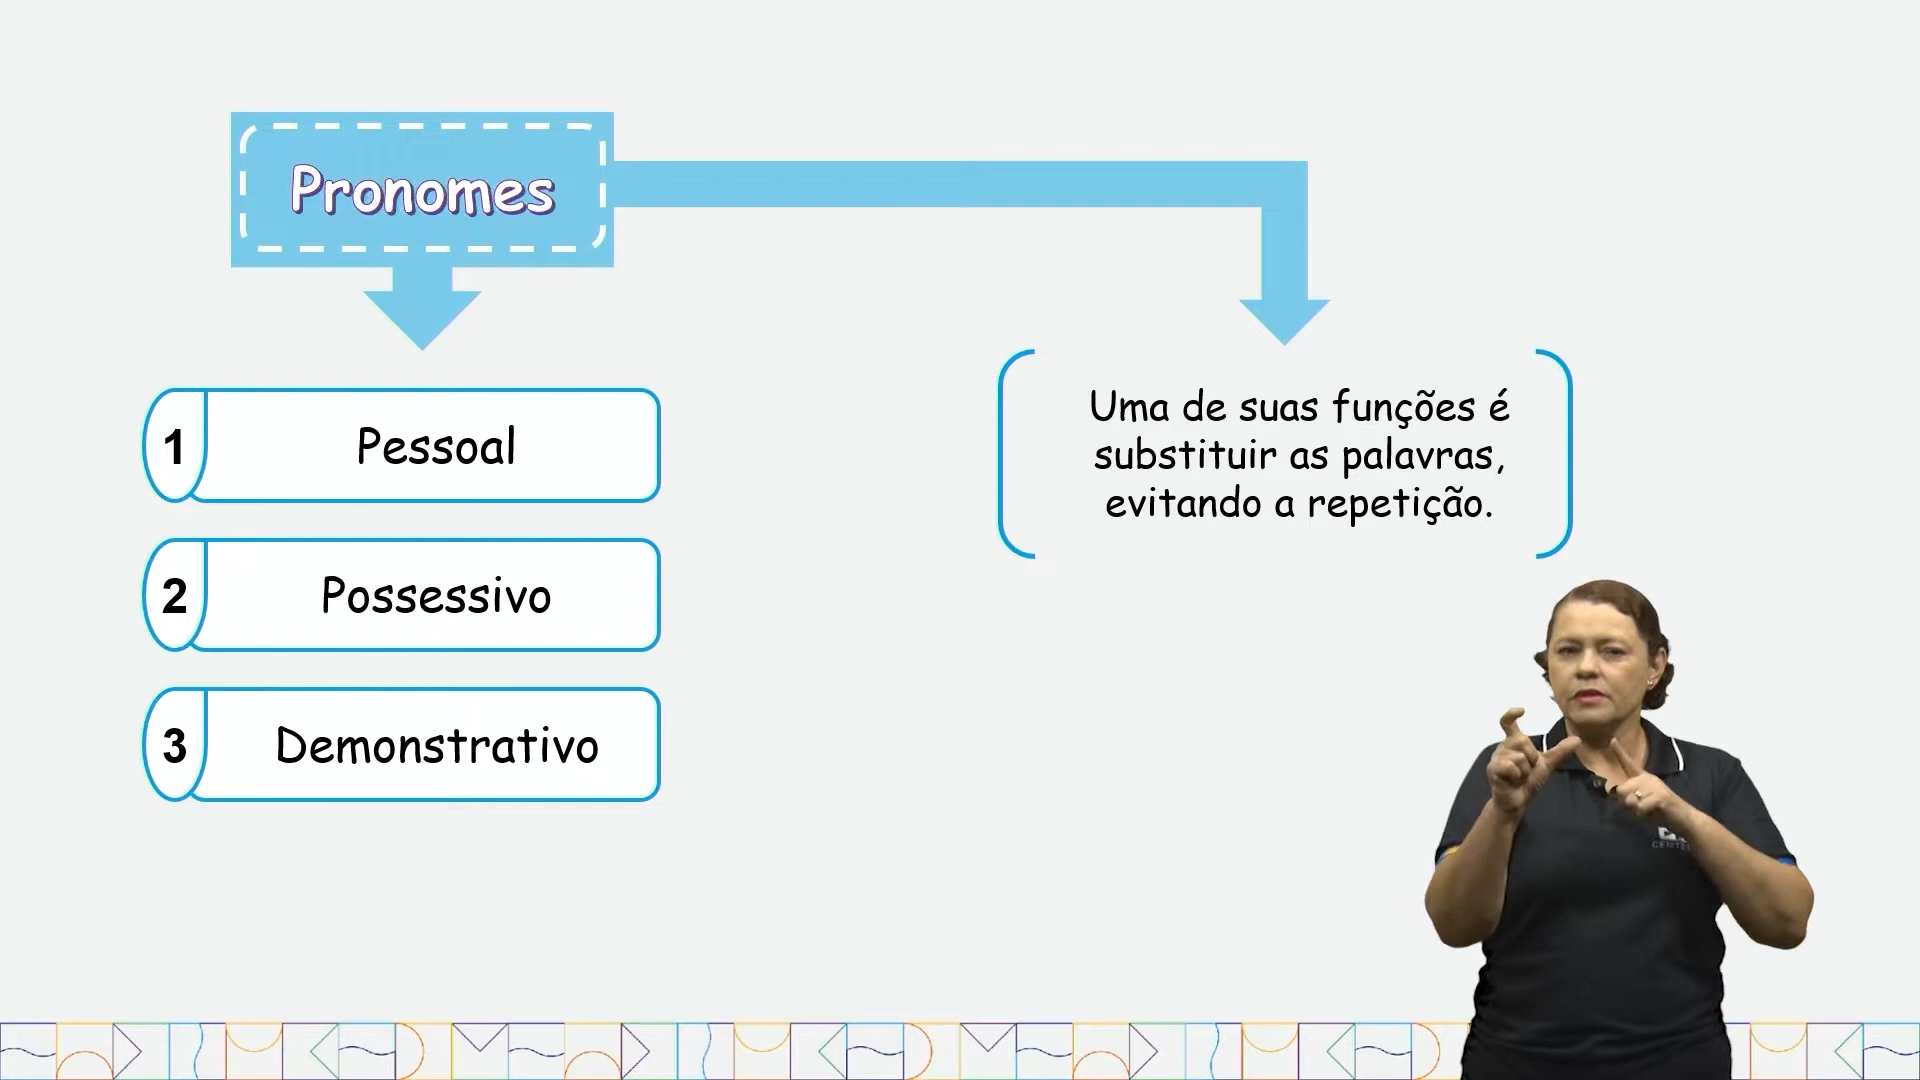 Pronomes
1 Pessoal
2 Possessivo
3 Demonstrativo
Uma de suas funções é
substituir as palavras,
evitando a repetição.